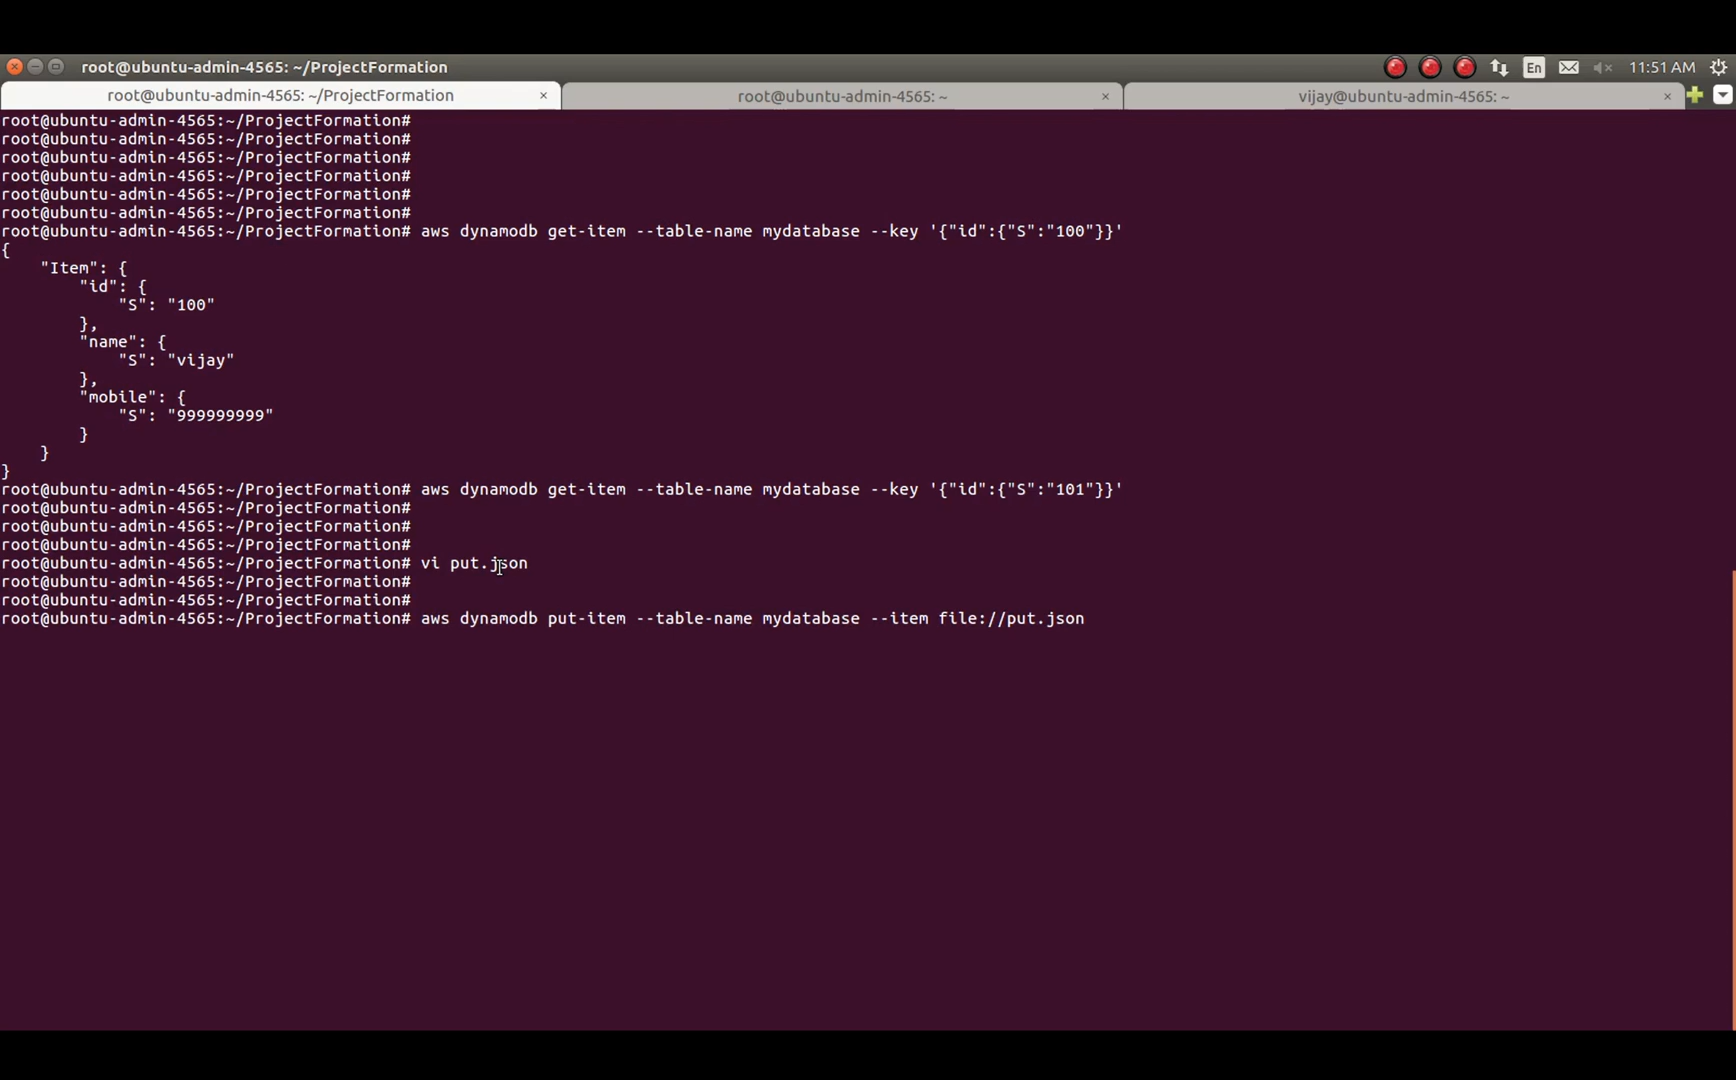 root@ubuntu-admin-4565: ~/ProjectFormation
En
11:51 AM
root@ubuntu-admin-4565: ~/ProjectFormation ×
root@ubuntu-admin-4565: ~ ×
vijay@ubuntu-admin-4565: ~ ×
root@ubuntu-admin-4565:~/ProjectFormation#
root@ubuntu-admin-4565:~/ProjectFormation#
root@ubuntu-admin-4565:~/ProjectFormation#
root@ubuntu-admin-4565:~/ProjectFormation#
root@ubuntu-admin-4565:~/ProjectFormation#
root@ubuntu-admin-4565:~/ProjectFormation#
root@ubuntu-admin-4565:~/ProjectFormation# aws dynamodb get-item --table-name mydatabase --key '{"id":{"S":"100"}}'
{
    "Item": {
        "id": {
            "S": "100"
        },
        "name": {
            "S": "vijay"
        },
        "mobile": {
            "S": "999999999"
        }
    }
}
root@ubuntu-admin-4565:~/ProjectFormation# aws dynamodb get-item --table-name mydatabase --key '{"id":{"S":"101"}}'
root@ubuntu-admin-4565:~/ProjectFormation#
root@ubuntu-admin-4565:~/ProjectFormation#
root@ubuntu-admin-4565:~/ProjectFormation#
root@ubuntu-admin-4565:~/ProjectFormation# vi put.json
root@ubuntu-admin-4565:~/ProjectFormation#
root@ubuntu-admin-4565:~/ProjectFormation#
root@ubuntu-admin-4565:~/ProjectFormation# aws dynamodb put-item --table-name mydatabase --item file://put.json